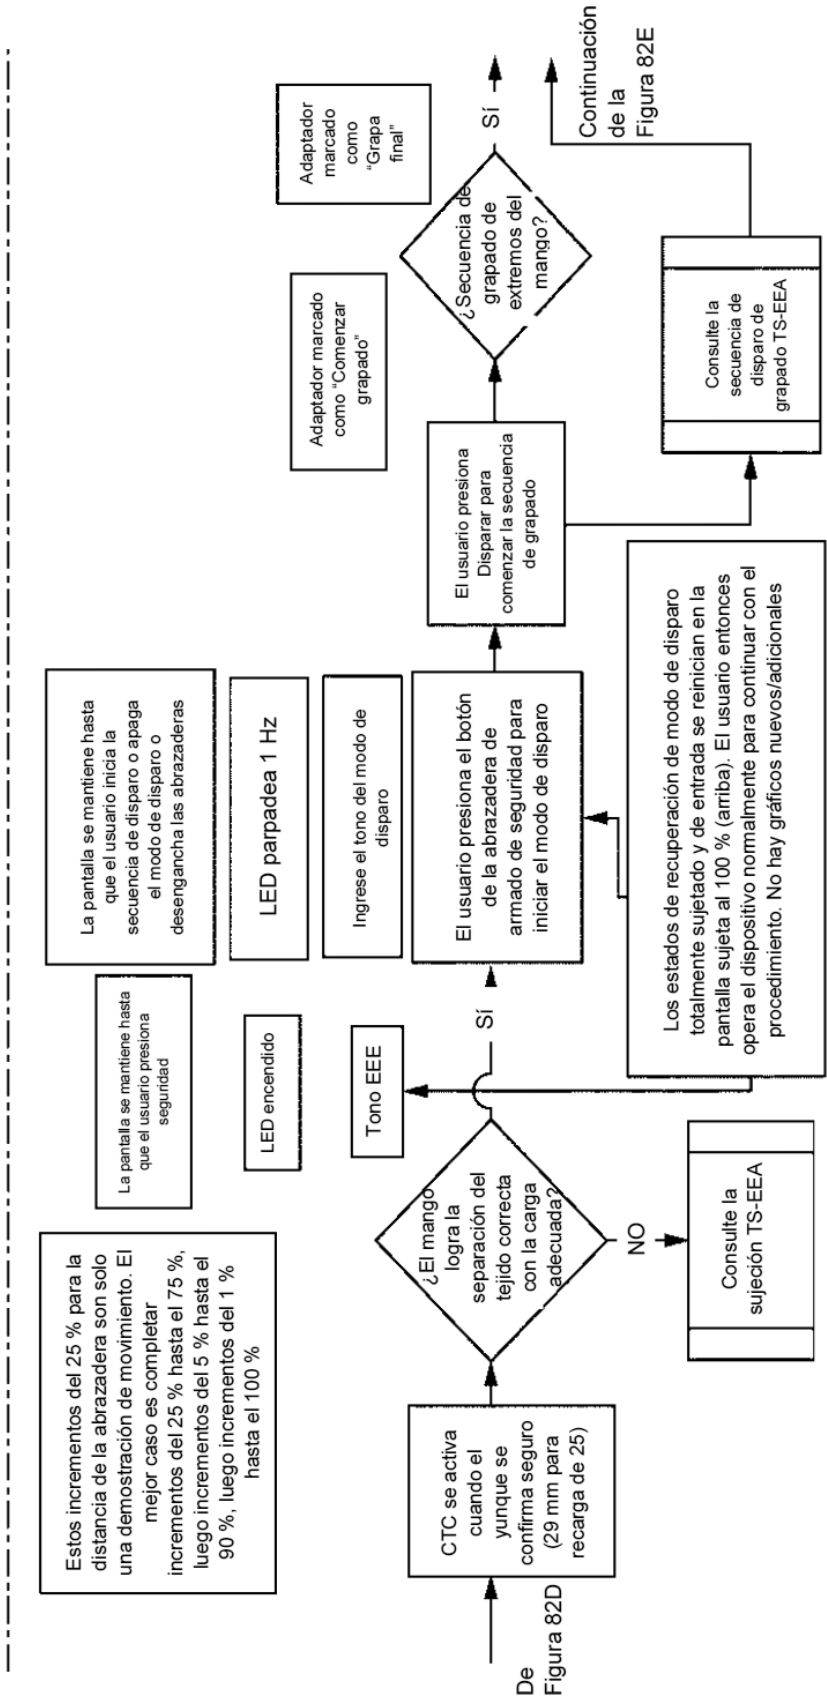 Estos incrementos del 25 % para la
distancia de la abrazadera son solo
una demostración de movimiento. El
mejor caso es completar
incrementos del 25 % hasta el 75 %,
luego incrementos del 5 % hasta el
90 %, luego incrementos del 1 %
hasta el 100 %
La pantalla se mantiene hasta
que el usuario presiona
seguridad
La pantalla se mantiene hasta
que el usuario inicia la
secuencia de disparo o apaga
el modo de disparo o
desengancha las abrazaderas
LED encendido
LED parpadea 1 Hz
Tono EEE
Ingrese el tono del modo de
disparo
Adaptador marcado
como "Comenzar
grapado"
Adaptador
marcado
como
"Grapa
final"
De
Figura 82D
CTC se activa
cuando el
yunque se
confirma seguro
(29 mm para
recarga de 25)
¿El mango
logra la
separación del
tejido correcta
con la carga
adecuada?
Sí
NO
El usuario presiona el botón
de la abrazadera de
armado de seguridad para
iniciar el modo de disparo
El usuario presiona
Disparar para
comenzar la secuencia
de grapado
¿Secuencia de
grapado de
extremos del
mango?
Sí
Continuación
de la
Figura 82E
Consulte la
sujeción TS-EEA
Los estados de recuperación de modo de disparo
totalmente sujetado y de entrada se reinician en la
pantalla sujeta al 100 % (arriba). El usuario entonces
opera el dispositivo normalmente para continuar con el
procedimiento. No hay gráficos nuevos/adicionales
Consulte la
secuencia de
disparo de
grapado TS-EEA